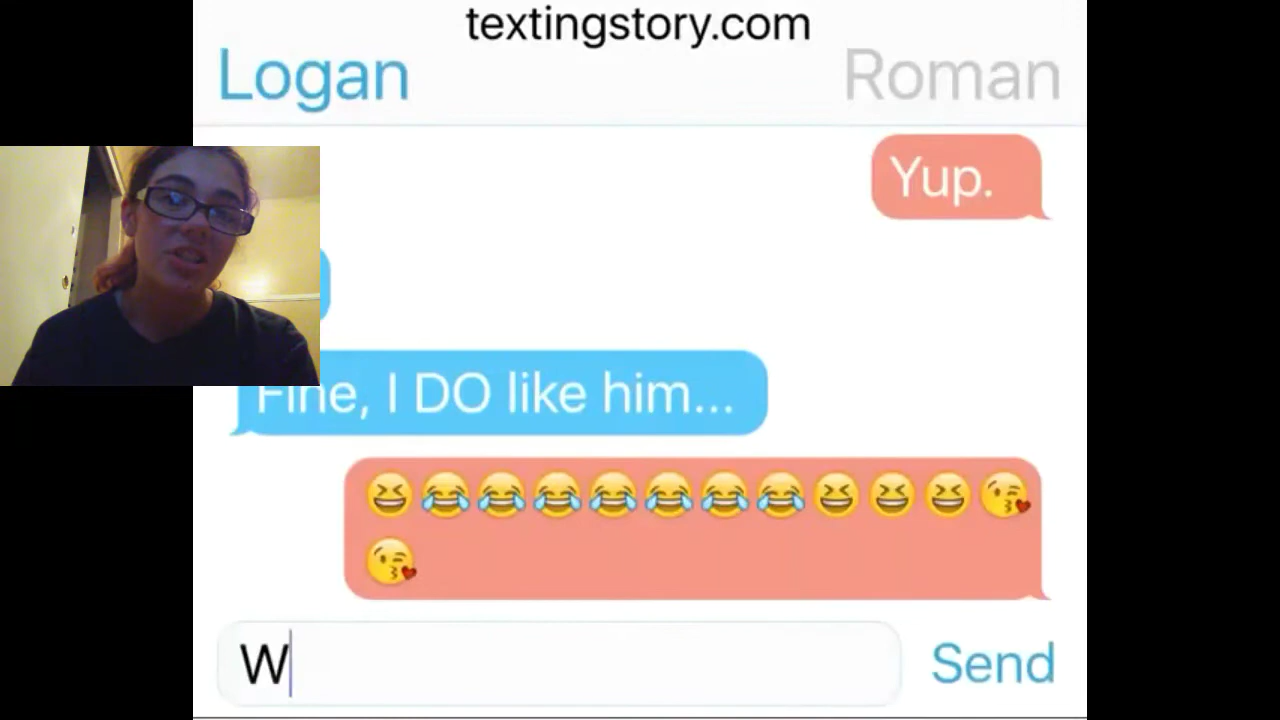 textingstory.com
Logan
Roman
Yup.
Fine, I DO like him...
😆😂😂😂😂😂😂😂😆😆😆😘
😘
W
Send